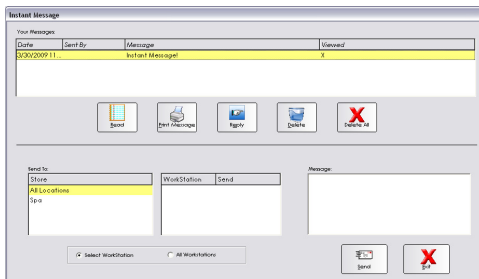 Instant Message
Your Messages:
Date Sent By Message Viewed
3/30/2009 11... Instant Message! X
Read Print Message Reply Delete Delete All
Send To: Message:
Store WorkStation Send
All Locations
Spa
Select WorkStation All Workstations
Send Exit